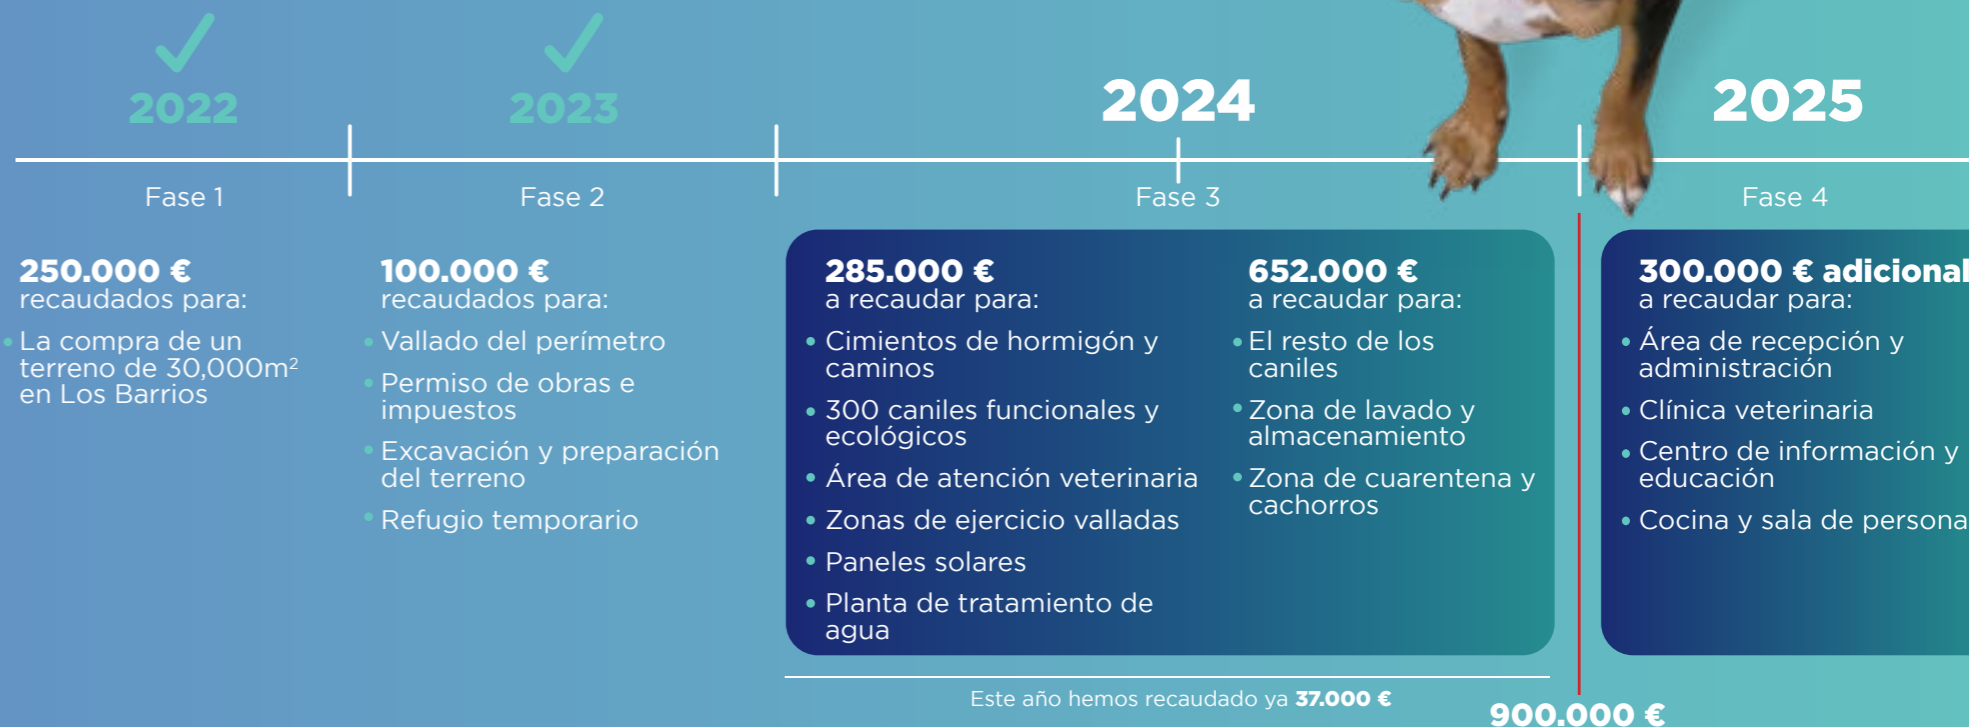 2022
2023
2024
2025
Fase 1
Fase 2
Fase 3
Fase 4
250.000 €
recaudados para:
• La compra de un
terreno de 30,000m²
en Los Barrios
100.000 €
recaudados para:
• Vallado del perímetro
• Permiso de obras e
impuestos
• Excavación y preparación
del terreno
• Refugio temporario
285.000 €
a recaudar para:
• Cimientos de hormigón y
caminos
• 300 caniles funcionales y
ecológicos
• Área de atención veterinaria
• Zonas de ejercicio valladas
• Paneles solares
• Planta de tratamiento de
agua
652.000 €
a recaudar para:
• El resto de los
caniles
• Zona de lavado y
almacenamiento
• Zona de cuarentena y
cachorros
300.000 € adicional
a recaudar para:
• Área de recepción y
administración
• Clínica veterinaria
• Centro de información y
educación
• Cocina y sala de persona
Este año hemos recaudado ya 37.000 €
900.000 €